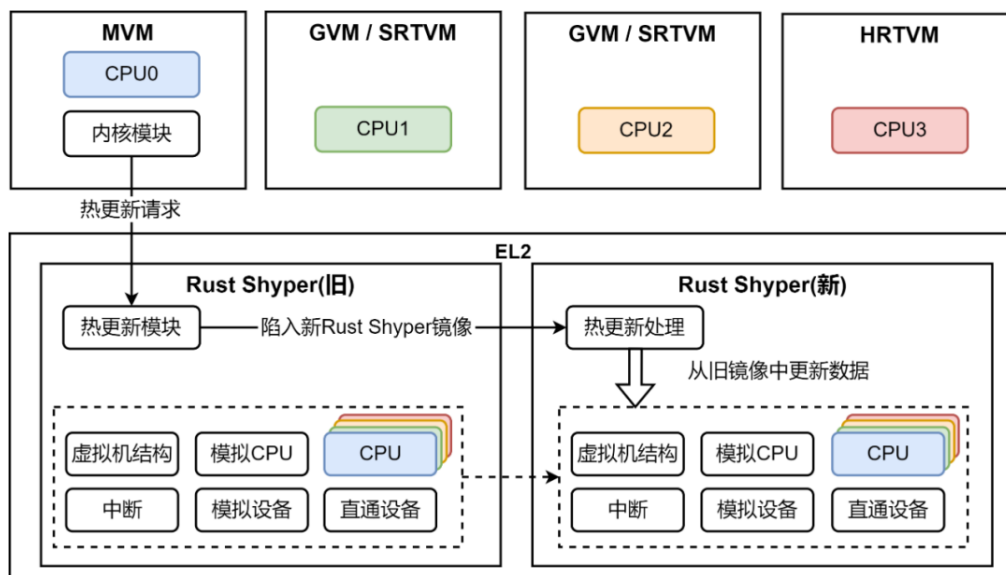 MVM
CPU0
内核模块
GVM / SRTVM
CPU1
GVM / SRTVM
CPU2
HRTVM
CPU3
热更新请求
EL2
Rust Shyper(旧)
热更新模块
陷入新Rust Shyper镜像
Rust Shyper(新)
热更新处理
从旧镜像中更新数据
虚拟机结构
模拟CPU
CPU
中断
模拟设备
直通设备
虚拟机结构
模拟CPU
CPU
中断
模拟设备
直通设备